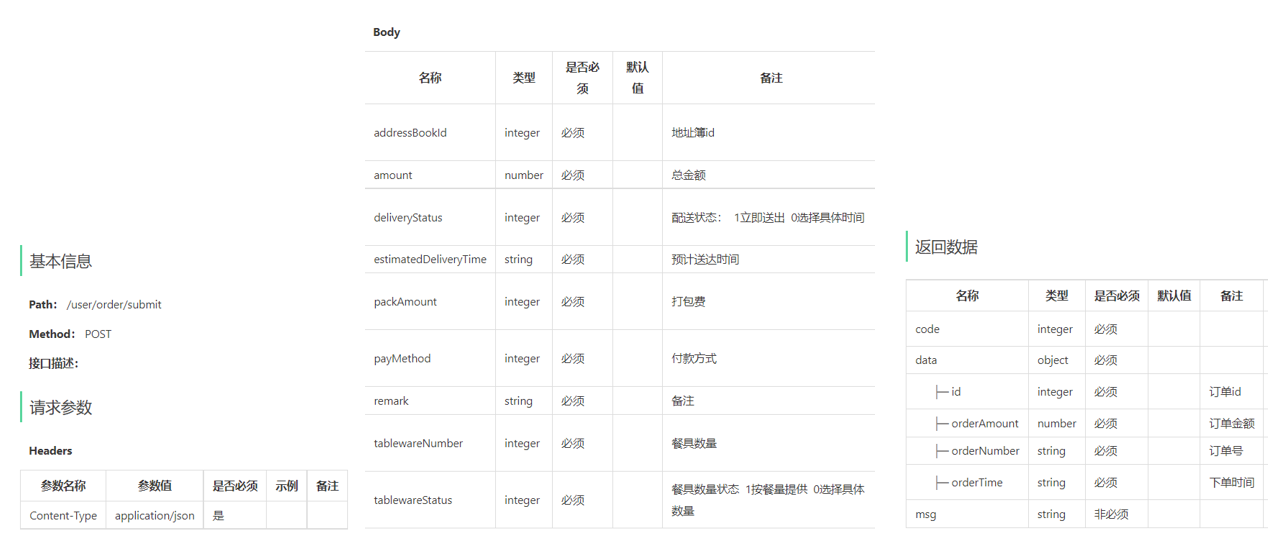 基本信息
Path： /user/order/submit
Method： POST
接口描述：
请求参数
Headers
参数名称 参数值 是否必须 示例 备注
Content-Type application/json 是
Body
名称 类型 是否必须 默认值 备注
addressBookId integer 必须 地址簿id
amount number 必须 总金额
deliveryStatus integer 必须 配送状态： 1立即送出 0选择具体时间
estimatedDeliveryTime string 必须 预计送达时间
packAmount integer 必须 打包费
payMethod integer 必须 付款方式
remark string 必须 备注
tablewareNumber integer 必须 餐具数量
tablewareStatus integer 必须 餐具数量状态 1按餐量提供 0选择具体
数量
返回数据
名称 类型 是否必须 默认值 备注
code integer 必须
data object 必须
├─ id integer 必须 订单id
├─ orderAmount number 必须 订单金额
├─ orderNumber string 必须 订单号
├─ orderTime string 必须 下单时间
msg string 非必须